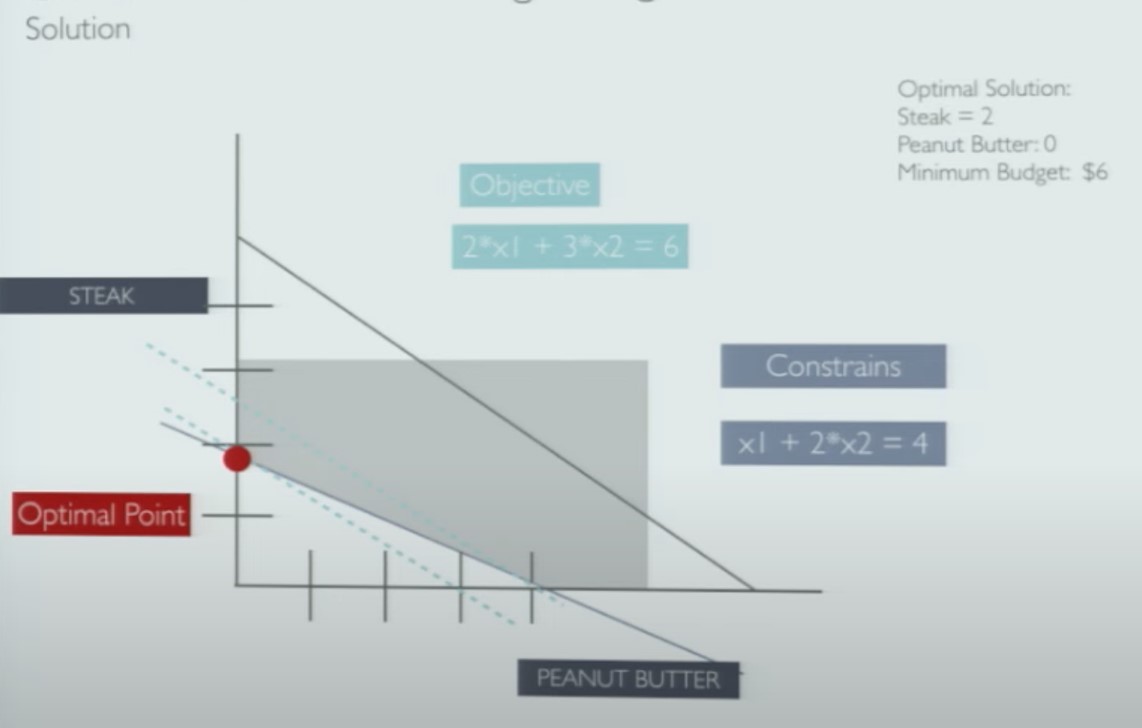 Solution
Optimal Solution:
Steak = 2
Peanut Butter: 0
Minimum Budget: $6
Objective
2*x1 + 3*x2 = 6
STEAK
Constrains
x1 + 2*x2 = 4
Optimal Point
PEANUT BUTTER